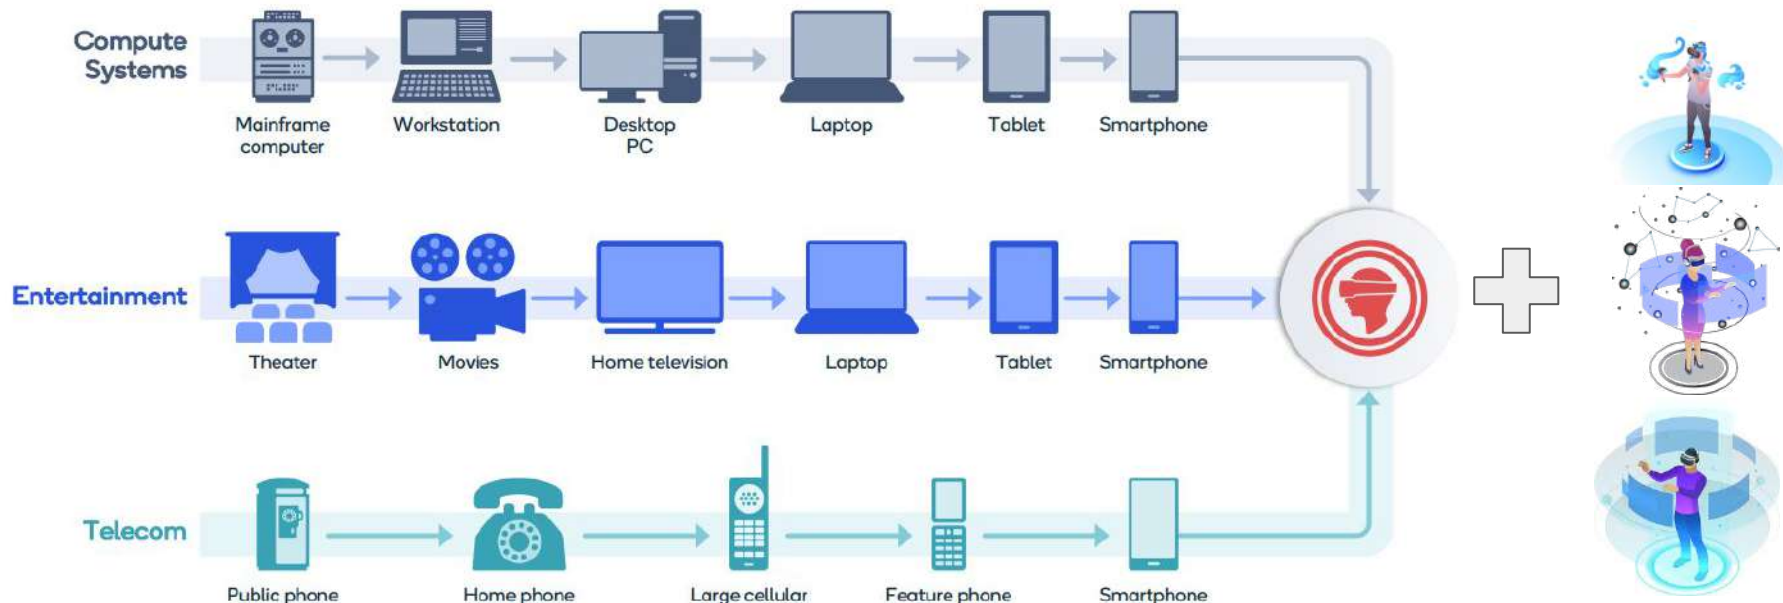 Compute
Systems
Mainframe
computer
Workstation
Desktop
PC
Laptop
Tablet
Smartphone
Entertainment
Theater
Movies
Home television
Laptop
Tablet
Smartphone
Telecom
Public phone
Home phone
Large cellular
Feature phone
Smartphone